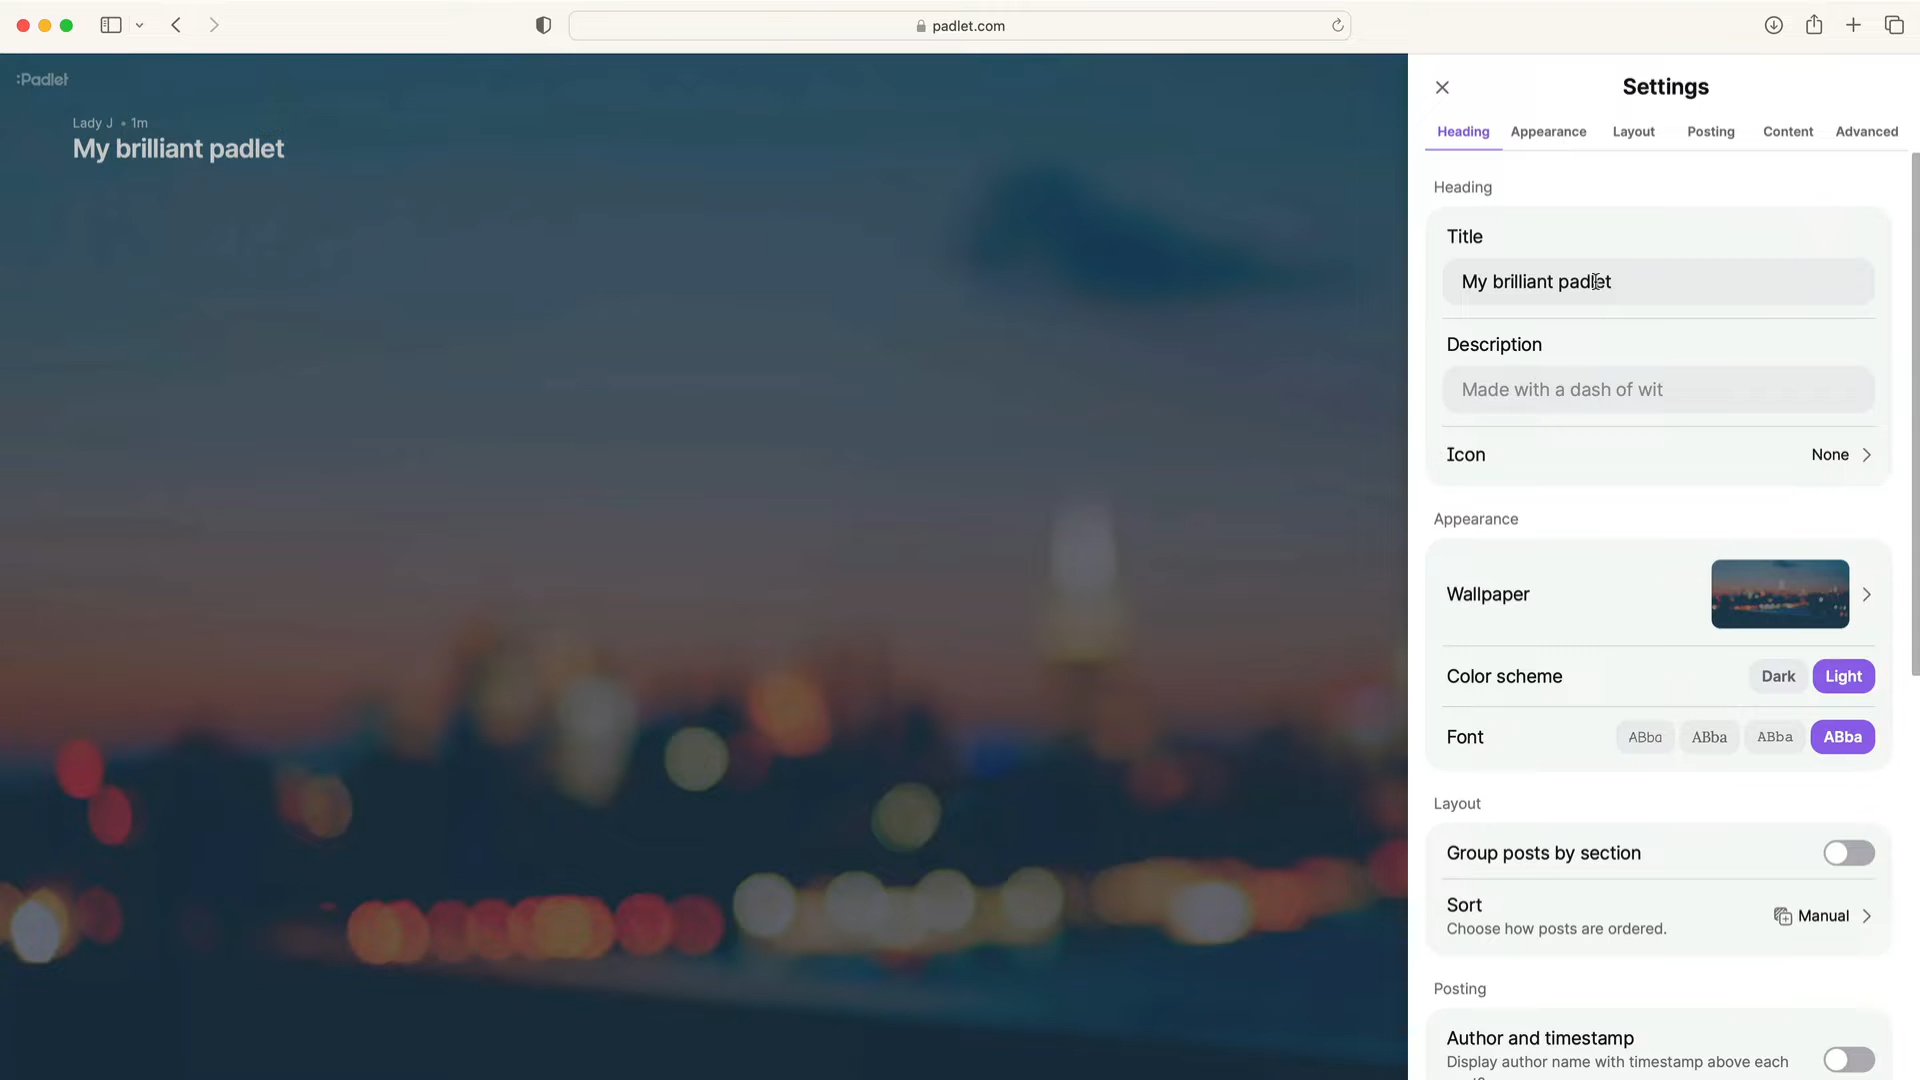 padlet.com
:Padlet
Lady J • 1m
My brilliant padlet
Settings
Heading Appearance Layout Posting Content Advanced
Heading
Title
My brilliant padlet
Description
Made with a dash of wit
Icon None
Appearance
Wallpaper
Color scheme Dark Light
Font ABba ABba ABba ABba
Layout
Group posts by section
Sort
Choose how posts are ordered.
Manual
Posting
Author and timestamp
Display author name with timestamp above each